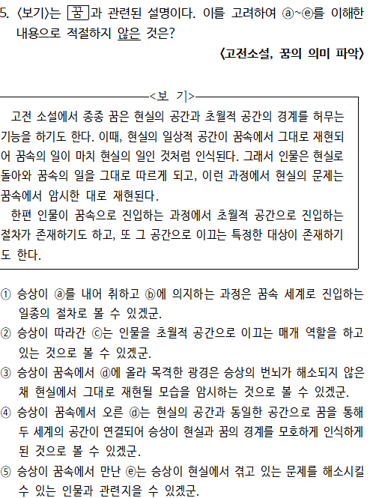 5. <보기>는 꿈 과 관련된 설명이다. 이를 고려하여 ⓐ~ⓔ를 이해한
내용으로 적절하지 않은 것은?
<고전소설, 꿈의 의미 파악>
<보 기>
고전 소설에서 종종 꿈은 현실의 공간과 초월적 공간의 경계를 허무는
기능을 하기도 한다. 이때, 현실의 일상적 공간이 꿈속에서 그대로 재현되
어 꿈속의 일이 마치 현실의 일인 것처럼 인식된다. 그래서 인물은 현실로
돌아와 꿈속의 일을 그대로 따르게 되고, 이런 과정에서 현실의 문제는
꿈속에서 암시한 대로 재현된다.
한편 인물이 꿈속으로 진입하는 과정에서 초월적 공간으로 진입하는
절차가 존재하기도 하고, 또 그 공간으로 이끄는 특정한 대상이 존재하기
도 한다.
① 승상이 ⓐ를 내어 취하고 ⓑ에 의지하는 과정은 꿈속 세계로 진입하는
일종의 절차로 볼 수 있겠군.
② 승상이 따라간 ⓒ는 인물을 초월적 공간으로 이끄는 매개 역할을 하고
있는 것으로 볼 수 있겠군.
③ 승상이 꿈속에서 ⓓ에 올라 목격한 광경은 승상의 번뇌가 해소되지 않은
채 현실에서 그대로 재현될 모습을 암시하는 것으로 볼 수 있겠군.
④ 승상이 꿈속에서 오른 ⓓ는 현실의 공간과 동일한 공간으로 꿈을 통해
두 세계의 공간이 연결되어 승상이 현실과 꿈의 경계를 모호하게 인식하게
된 것으로 볼 수 있겠군.
⑤ 승상이 꿈속에서 만난 ⓔ는 승상이 현실에서 겪고 있는 문제를 해소시킬
수 있는 인물과 관련지을 수 있겠군.